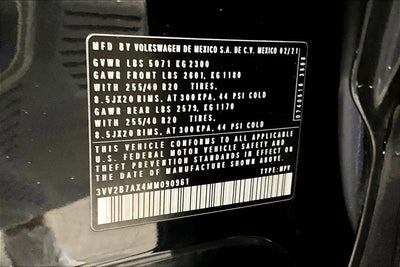 MFD BY VOLKSWAGEN DE MEXICO S.A. DE C.V. MEXICO 02/21
GVWR LBS 5071 KG 2300
GAWR FRONT LBS 2601, KG 1180
WITH 255/40 R20 TIRES,
8.5JX20 RIMS, AT 300 KPA, 44 PSI COLD
GAWR REAR LBS 2579, KG 1170
WITH 255/40 R20 TIRES,
8.5JX20 RIMS, AT 300 KPA, 44 PSI COLD
THIS VEHICLE CONFORMS TO ALL APPLICABLE
U.S. FEDERAL MOTOR VEHICLE SAFETY AND
THEFT PREVENTION STANDARDS IN EFFECT ON
THE DATE OF MANUFACTURE SHOWN ABOVE.
3VV2B7AX4MM090961 TYPE: MPV